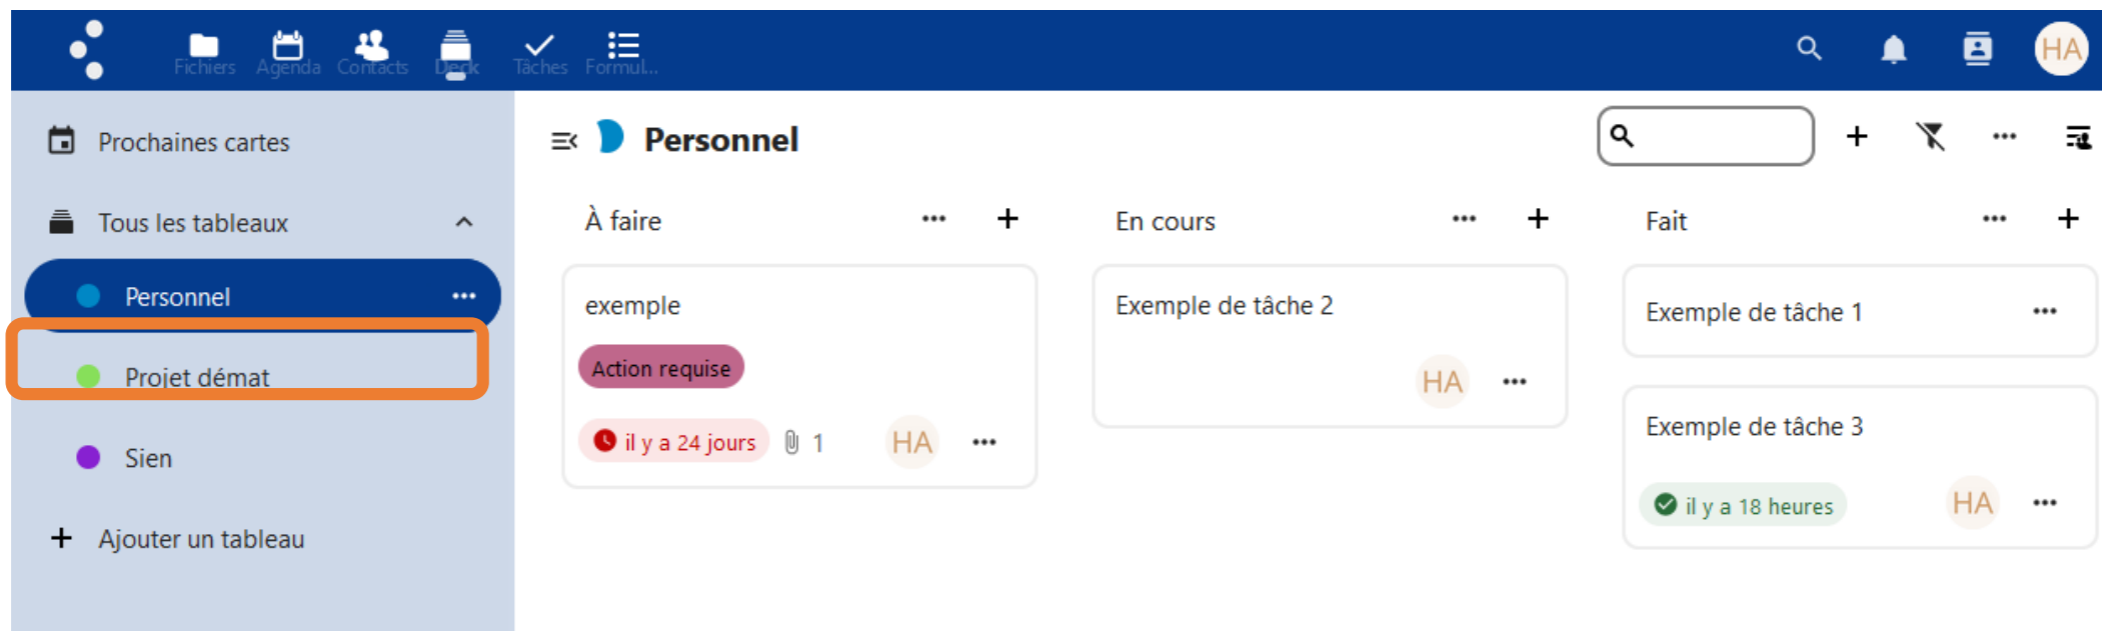 Fichiers Agenda Contacts Deck Tâches Formul...
HA
Prochaines cartes
Tous les tableaux
Personnel
Projet démat
Sien
Ajouter un tableau
Personnel
À faire
exemple
Action requise
il y a 24 jours 1 HA
En cours
Exemple de tâche 2
HA
Fait
Exemple de tâche 1
Exemple de tâche 3
il y a 18 heures HA